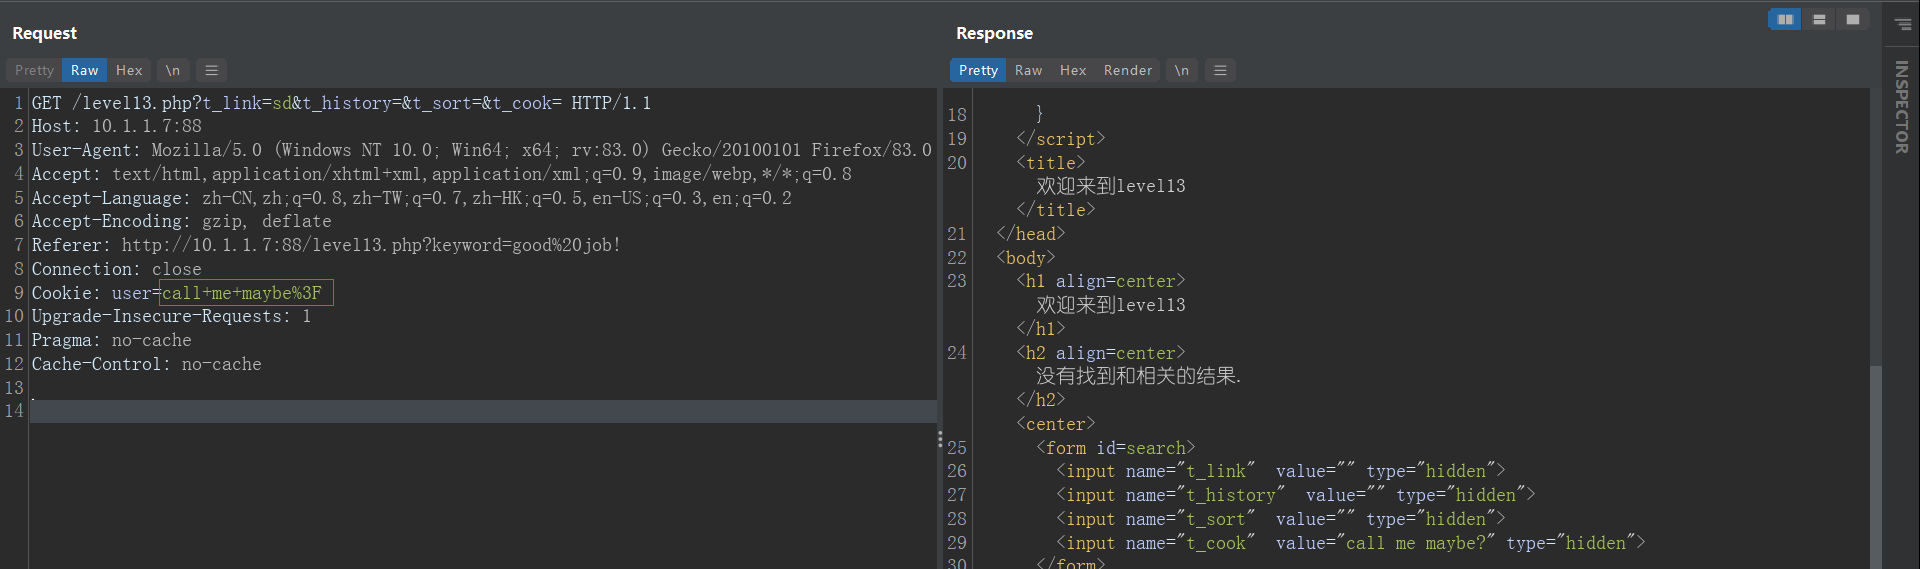 Request
Pretty Raw Hex \n
1 GET /level13.php?t_link=sd&t_history=&t_sort=&t_cook= HTTP/1.1
2 Host: 10.1.1.7:88
3 User-Agent: Mozilla/5.0 (Windows NT 10.0; Win64; x64; rv:83.0) Gecko/20100101 Firefox/83.0
4 Accept: text/html,application/xhtml+xml,application/xml;q=0.9,image/webp,*/*;q=0.8
5 Accept-Language: zh-CN,zh;q=0.8,zh-TW;q=0.7,zh-HK;q=0.5,en-US;q=0.3,en;q=0.2
6 Accept-Encoding: gzip, deflate
7 Referer: http://10.1.1.7:88/level13.php?keyword=good%20job!
8 Connection: close
9 Cookie: user=call+me+maybe%3F
10 Upgrade-Insecure-Requests: 1
11 Pragma: no-cache
12 Cache-Control: no-cache
13
14
Response
Pretty Raw Hex Render \n
18 }
19 </script>
20 <title>
欢迎来到level13
</title>
21 </head>
22 <body>
23 <h1 align=center>
欢迎来到level13
</h1>
24 <h2 align=center>
没有找到和相关的结果.
</h2>
<center>
25 <form id=search>
26 <input name="t_link"  value="" type="hidden">
27 <input name="t_history"  value="" type="hidden">
28 <input name="t_sort"  value="" type="hidden">
29 <input name="t_cook"  value="call me maybe?" type="hidden">
30 </form>
INSPECTOR